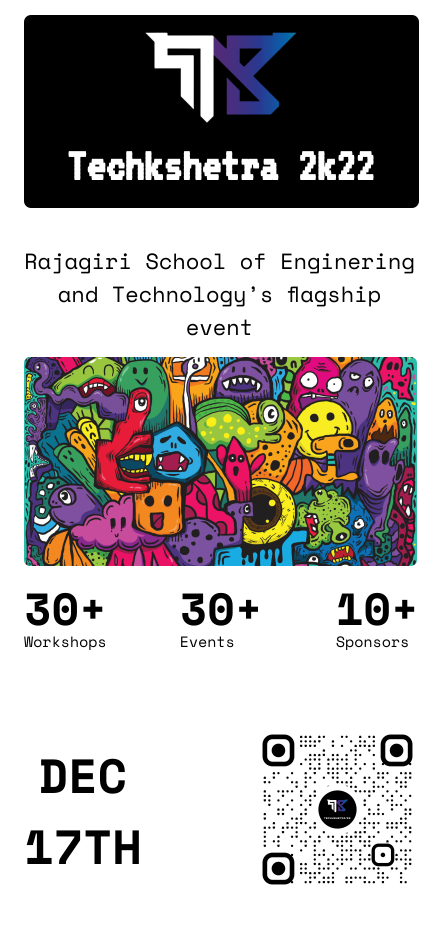 Techkshetra 2k22
Rajagiri School of Enginering
and Technology's flagship
event
30+ 30+ 10+
Workshops Events Sponsors
DEC
17TH